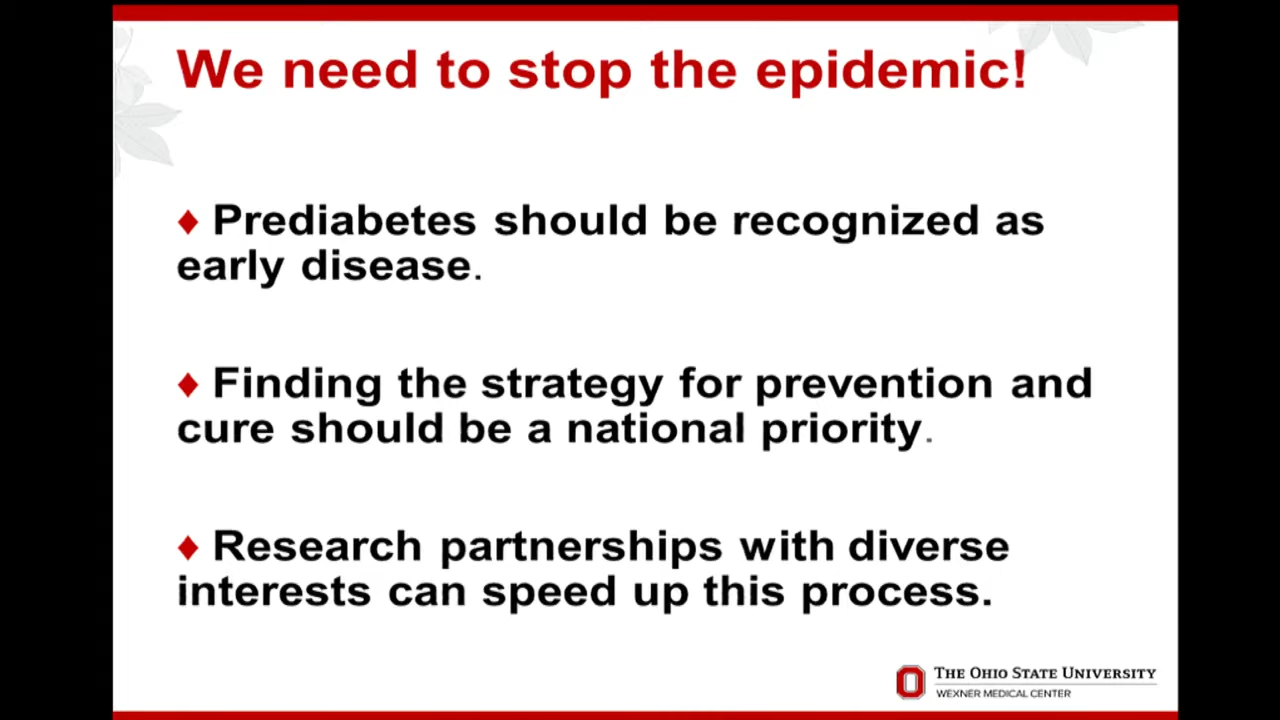 We need to stop the epidemic!
♦ Prediabetes should be recognized as
early disease.
♦ Finding the strategy for prevention and
cure should be a national priority.
♦ Research partnerships with diverse
interests can speed up this process.
THE OHIO STATE UNIVERSITY
WEXNER MEDICAL CENTER